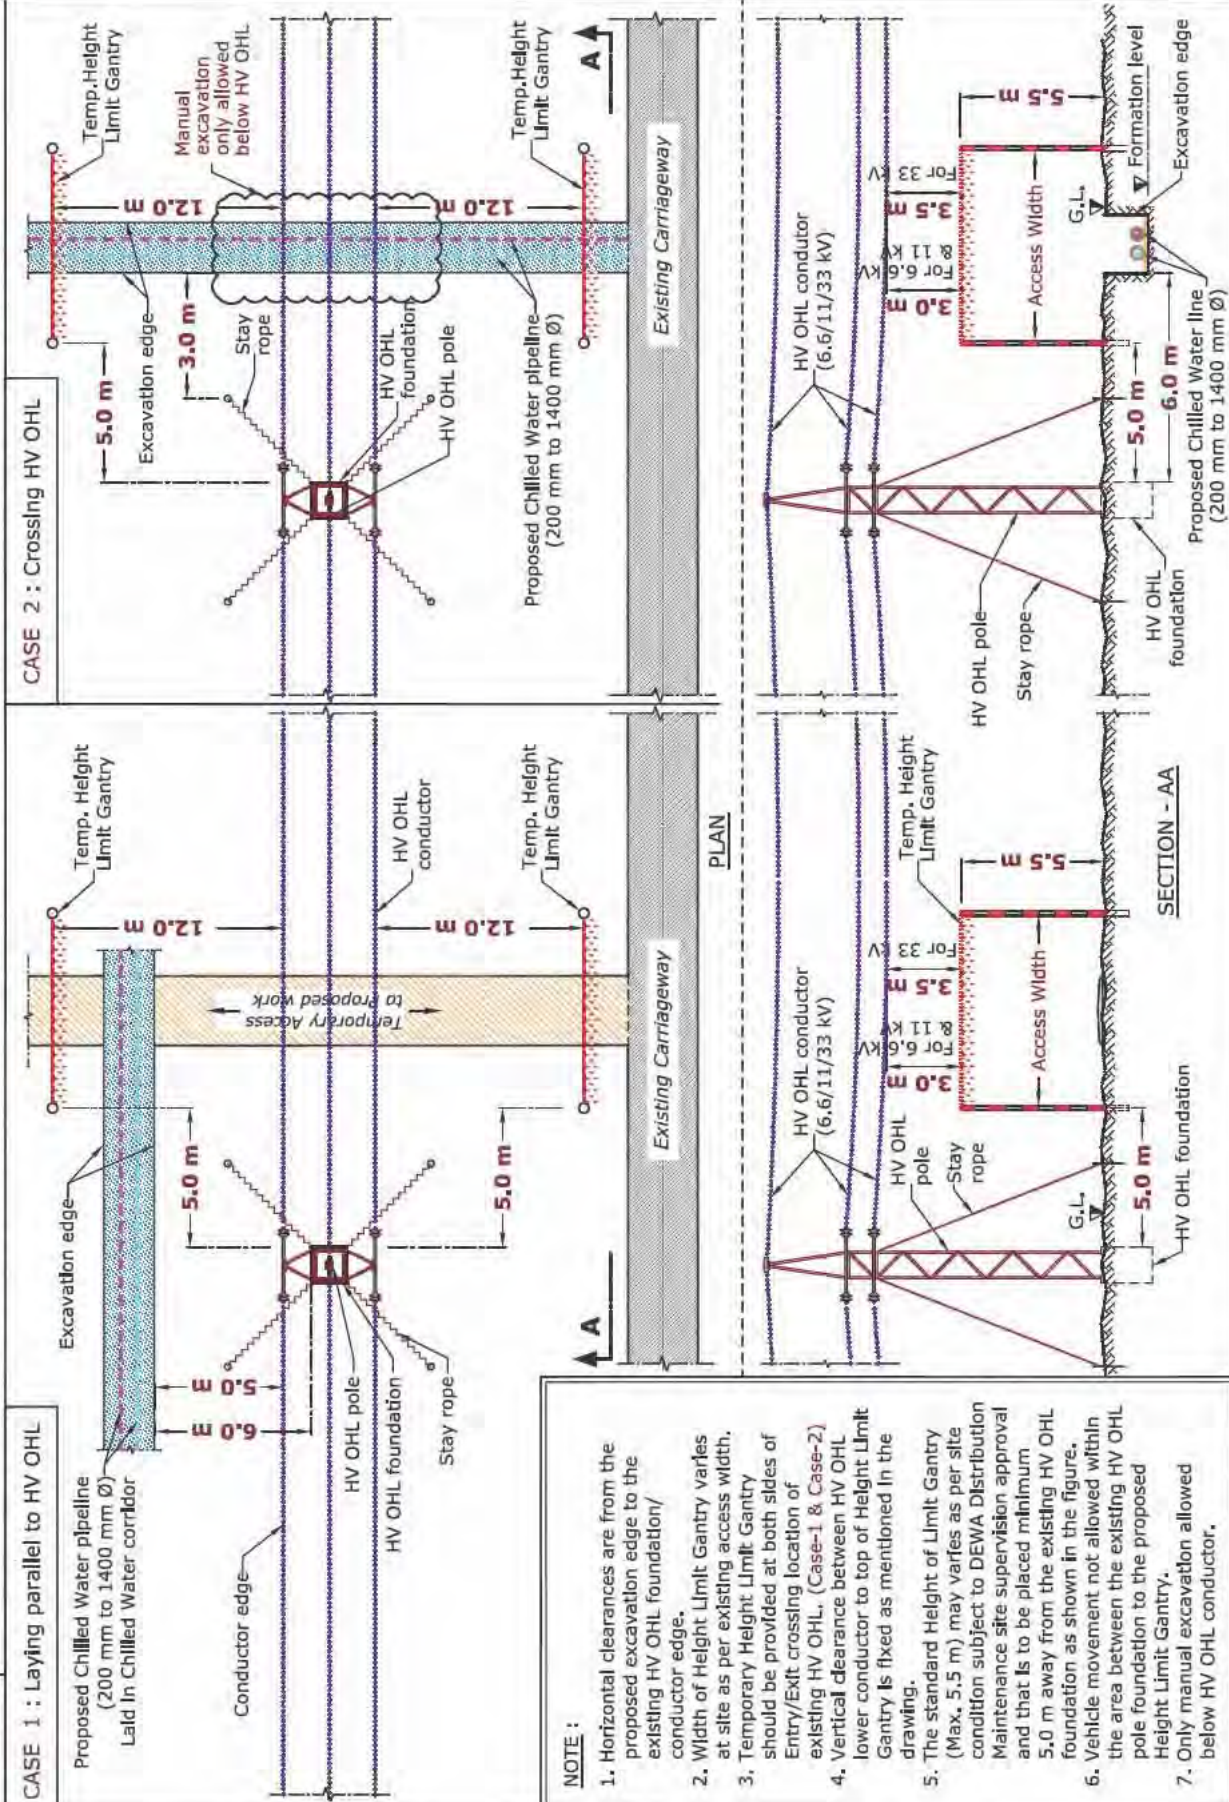 CASE 1 : Laying parallel to HV OHL
Proposed Chilled Water pipeline
(200 mm to 1400 mm Ø)
Laid in Chilled Water corridor
Excavation edge
Temp. Height
Limit Gantry
12.0 m
5.0 m
6.0 m
5.0 m
Temporary Access
to Proposed work
Conductor edge
HV OHL pole
HV OHL foundation
Stay rope
HV OHL
conductor
12.0 m
5.0 m
Temp. Height
Limit Gantry
Existing Carriageway
A
CASE 2 : Crossing HV OHL
Temp.Height
Limit Gantry
5.0 m
12.0 m
Excavation edge
3.0 m
Manual
excavation
only allowed
below HV OHL
Stay
rope
HV OHL
foundation
HV OHL pole
12.0 m
Proposed Chilled Water pipeline
(200 mm to 1400 mm Ø)
Temp.Height
Limit Gantry
Existing Carriageway
A
PLAN
HV OHL conductor
(6.6/11/33 kV)
HV OHL
pole
Stay
rope
3.0 m
For 6.6 kV
& 11 kV
3.5 m
For 33 kV
Temp. Height
Limit Gantry
Access Width
5.5 m
G.L.
5.0 m
HV OHL foundation
HV OHL condutor
(6.6/11/33 kV)
3.0 m
For 6.6 kV
& 11 kV
3.5 m
For 33 kV
Access Width
5.5 m
HV OHL pole
Stay rope
HV OHL
foundation
5.0 m
6.0 m
G.L.
Formation level
Excavation edge
Proposed Chilled Water line
(200 mm to 1400 mm Ø)
SECTION - AA
NOTE :
1. Horizontal clearances are from the
proposed excavation edge to the
existing HV OHL foundation/
conductor edge.
2. Width of Height Limit Gantry varies
at site as per existing access width.
3. Temporary Height Limit Gantry
should be provided at both sides of
Entry/Exit crossing location of
existing HV OHL. (Case-1 & Case-2)
4. Vertical clearance between HV OHL
lower conductor to top of Height Limit
Gantry is fixed as mentioned in the
drawing.
5. The standard Height of Limit Gantry
(Max. 5.5 m) may varies as per site
condition subject to DEWA Distribution
Maintenance site supervision approval
and that is to be placed minimum
5.0 m away from the existing HV OHL
foundation as shown in the figure.
6. Vehicle movement not allowed within
the area between the existing HV OHL
pole foundation to the proposed
Height Limit Gantry.
7. Only manual excavation allowed
below HV OHL conductor.